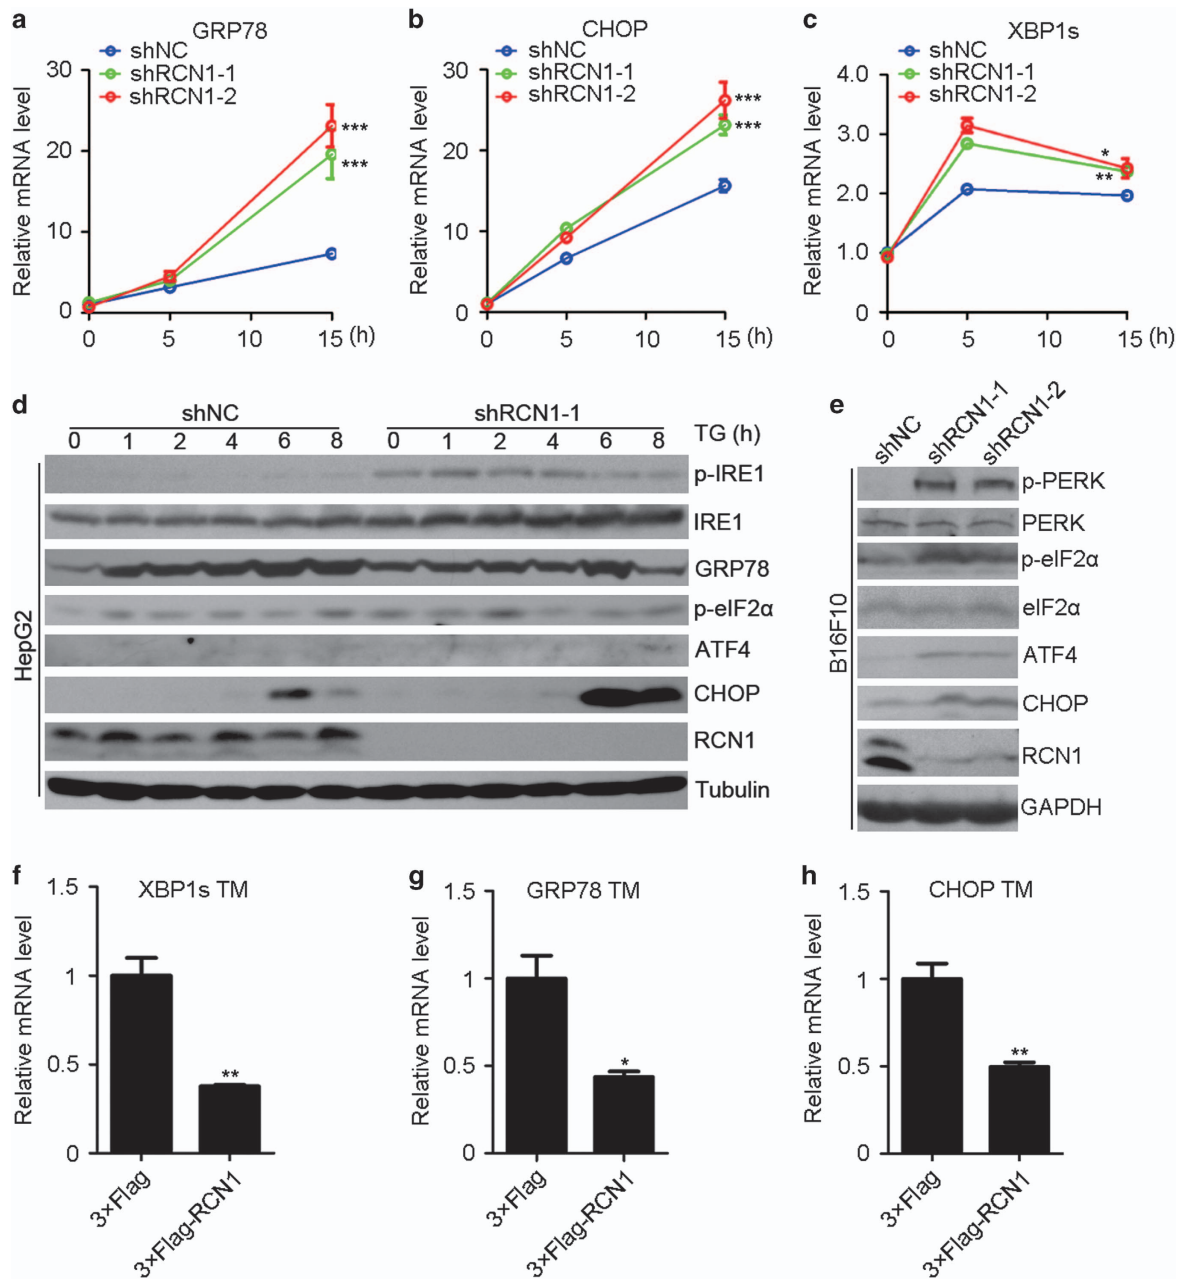 a
GRP78
shNC
shRCN1-1
shRCN1-2
Relative mRNA level
30
20
10
0
0 5 10 15 (h)
***
***
b
CHOP
shNC
shRCN1-1
shRCN1-2
Relative mRNA level
30
20
10
0
0 5 10 15 (h)
***
***
c
XBP1s
shNC
shRCN1-1
shRCN1-2
Relative mRNA level
4.0
3.0
2.0
1.0
0
0 5 10 15 (h)
*
**
d
shNC shRCN1-1
0 1 2 4 6 8 0 1 2 4 6 8 TG (h)
HepG2
p-IRE1
IRE1
GRP78
p-eIF2α
ATF4
CHOP
RCN1
Tubulin
e
shNC shRCN1-1 shRCN1-2
B16F10
p-PERK
PERK
p-eIF2α
eIF2α
ATF4
CHOP
RCN1
GAPDH
f
XBP1s TM
Relative mRNA level
1.5
1
0.5
0
**
3×Flag
3×Flag-RCN1
g
GRP78 TM
Relative mRNA level
1.5
1
0.5
0
*
3×Flag
3×Flag-RCN1
h
CHOP TM
Relative mRNA level
1.5
1
0.5
0
**
3×Flag
3×Flag-RCN1